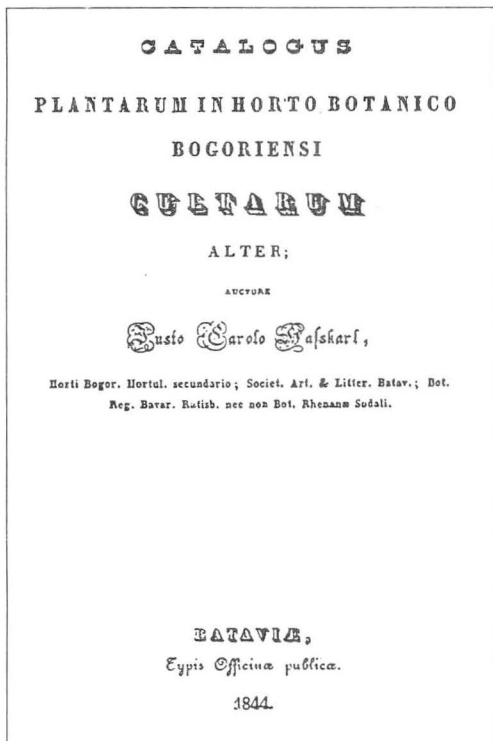 CATALOGUS
PLANTARUM IN HORTO BOTANICO
BOGORIENSI
CULTARUM
ALTER;
AUCTORE
Justo Carolo Hasskarl,
Horti Bogor. Hortul. secundario; Societ. Art. & Litter. Batav.; Bot.
Reg. Bavar. Ratisb. nec non Bot. Rhenanæ Sodali.
BATAVIÆ,
Typis Officinæ publicæ.
1844.